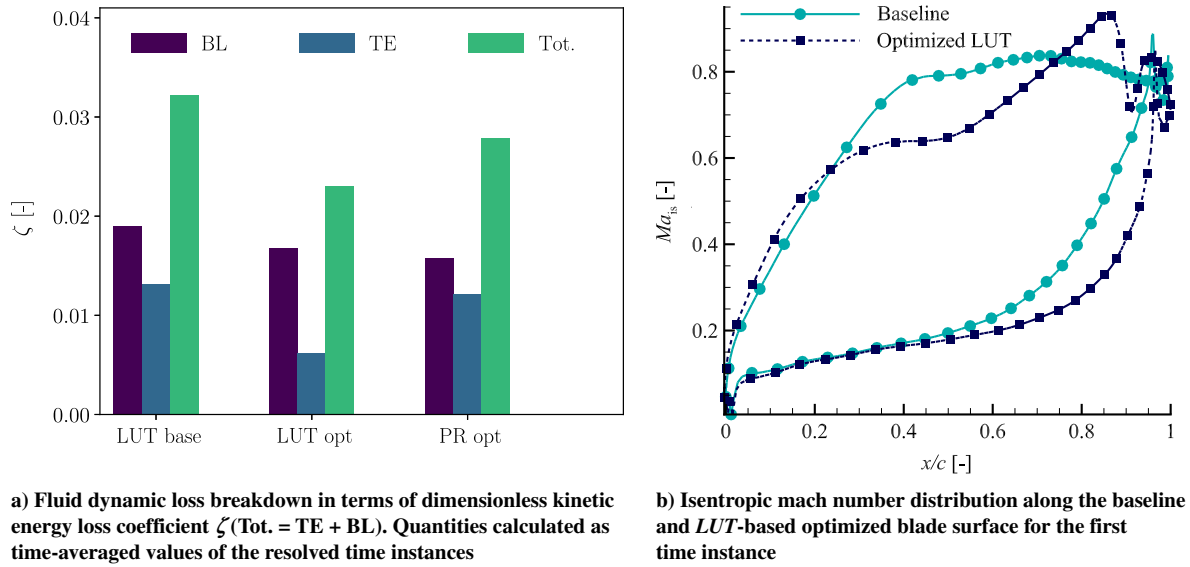 0.04
0.03
0.02
0.01
0.00
ζ [-]
BL TE Tot.
LUT base LUT opt PR opt
Baseline
Optimized LUT
0.8
0.6
0.4
0.2
Ma_is [-]
0 0.2 0.4 0.6 0.8 1
x/c [-]
a) Fluid dynamic loss breakdown in terms of dimensionless kinetic
energy loss coefficient ζ (Tot. = TE + BL). Quantities calculated as
time-averaged values of the resolved time instances
b) Isentropic mach number distribution along the baseline
and LUT-based optimized blade surface for the first
time instance